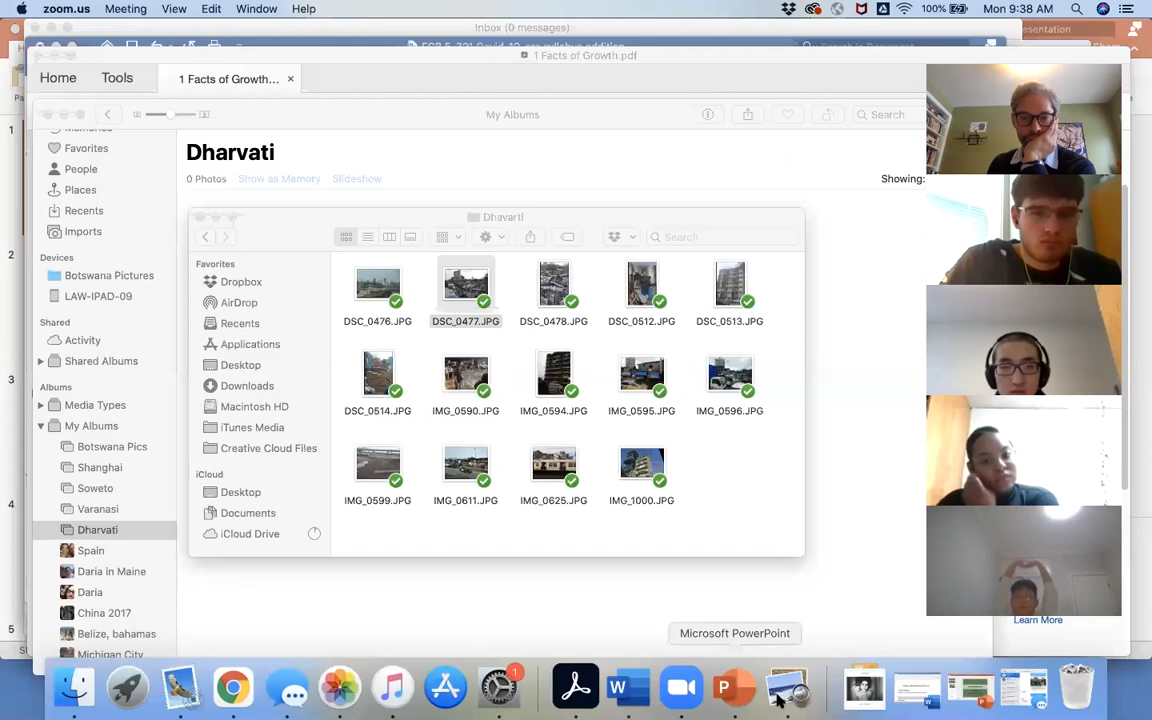 zoom.us Meeting View Edit Window Help 100% Mon 9:38 AM
Inbox (0 messages)
1 Facts of Growth.pdf
Home Tools 1 Facts of Growth... ×
My Albums
Search
Dharvati
0 Photos Show as Memory Slideshow Showing:
Favorites
People
Places
Recents
Imports
Devices
Botswana Pictures
LAW-IPAD-09
Shared
Activity
Shared Albums
Albums
Media Types
My Albums
Botswana Pics
Shanghai
Soweto
Varanasi
Dharvati
Spain
Daria in Maine
Daria
China 2017
Belize, bahamas
Michigan City
Dhavarti
Search
Favorites
Dropbox
AirDrop
Recents
Applications
Desktop
Downloads
Macintosh HD
iTunes Media
Creative Cloud Files
iCloud
Desktop
Documents
iCloud Drive
DSC_0476.JPG DSC_0477.JPG DSC_0478.JPG DSC_0512.JPG DSC_0513.JPG
DSC_0514.JPG IMG_0590.JPG IMG_0594.JPG IMG_0595.JPG IMG_0596.JPG
IMG_0599.JPG IMG_0611.JPG IMG_0625.JPG IMG_1000.JPG
1
2
3
4
5
Learn More
Microsoft PowerPoint
1
W
P